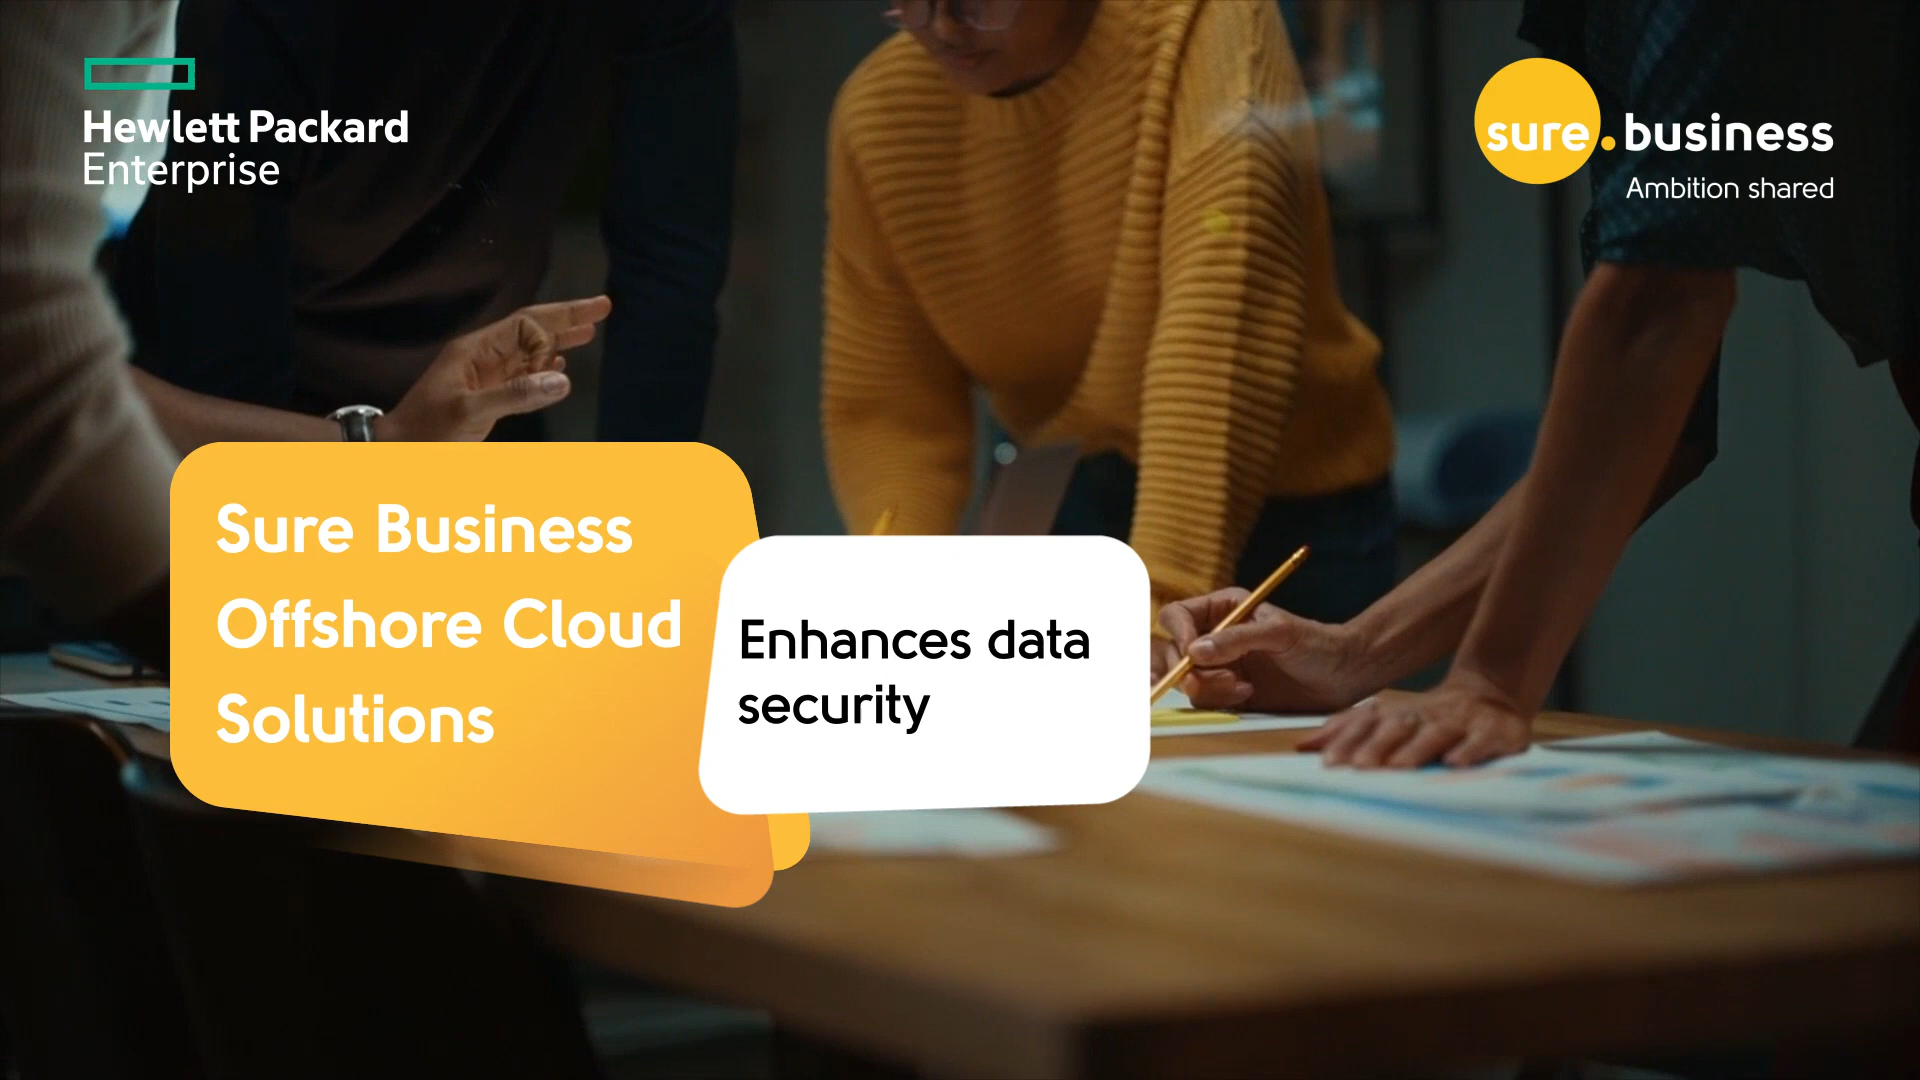 Hewlett Packard
Enterprise
sure.business
Ambition shared
Sure Business
Offshore Cloud
Solutions
Enhances data
security